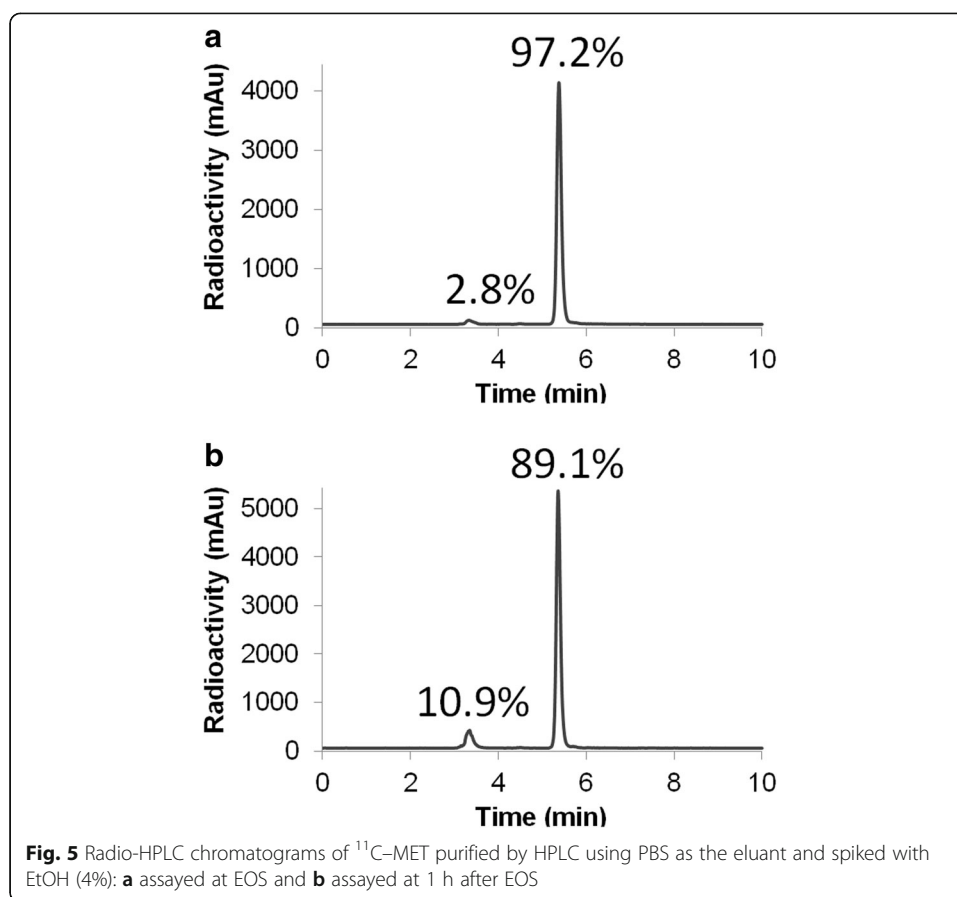 a
97.2%
Radioactivity (mAu)
4000
3000
2000
1000
0
2.8%
0 2 4 6 8 10
Time (min)
b
89.1%
Radioactivity (mAu)
5000
4000
3000
2000
1000
0
10.9%
0 2 4 6 8 10
Time (min)
Fig. 5 Radio-HPLC chromatograms of ¹¹C–MET purified by HPLC using PBS as the eluant and spiked with
EtOH (4%): a assayed at EOS and b assayed at 1 h after EOS